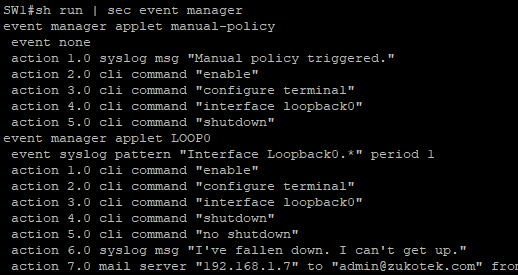 SW1#sh run | sec event manager
event manager applet manual-policy
 event none
 action 1.0 syslog msg "Manual policy triggered."
 action 2.0 cli command "enable"
 action 3.0 cli command "configure terminal"
 action 4.0 cli command "interface loopback0"
 action 5.0 cli command "shutdown"
event manager applet LOOP0
 event syslog pattern "Interface Loopback0.*" period 1
 action 1.0 cli command "enable"
 action 2.0 cli command "configure terminal"
 action 3.0 cli command "interface loopback0"
 action 4.0 cli command "shutdown"
 action 5.0 cli command "no shutdown"
 action 6.0 syslog msg "I've fallen down. I can't get up."
 action 7.0 mail server "192.168.1.7" to "admin@zukotek.com" from